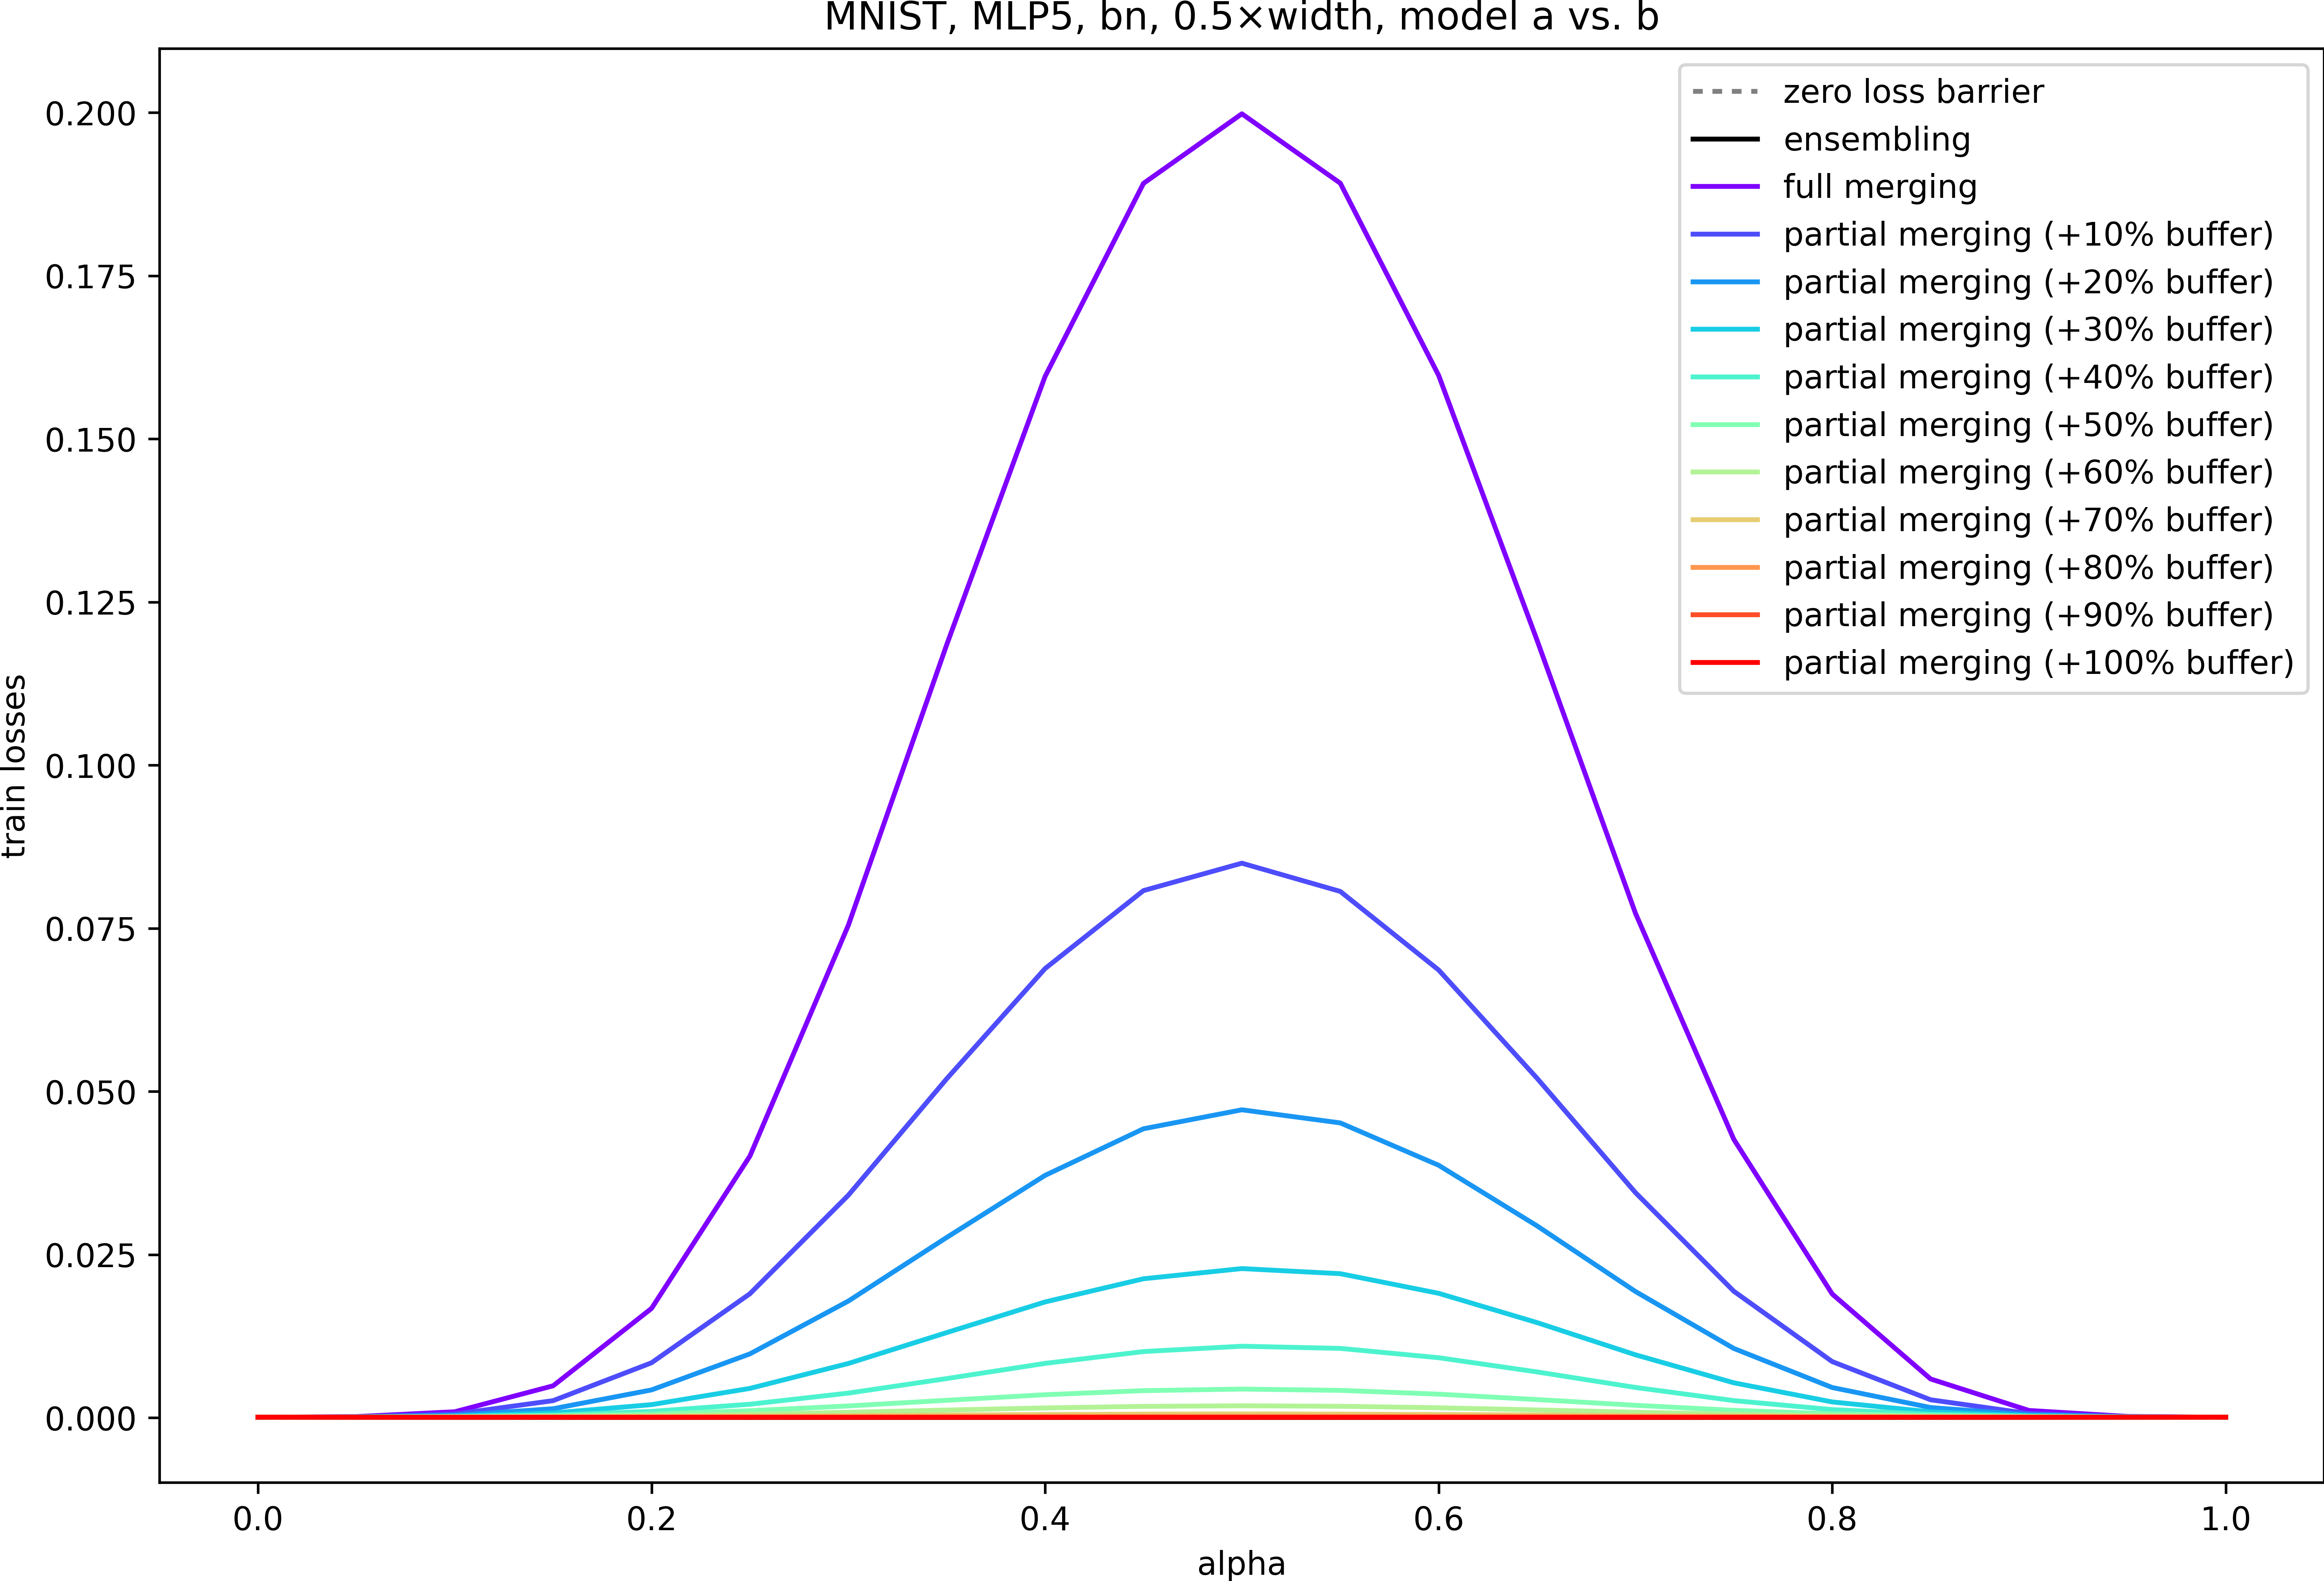 MNIST, MLP5, bn, 0.5×width, model a vs. b
zero loss barrier
ensembling
full merging
partial merging (+10% buffer)
partial merging (+20% buffer)
partial merging (+30% buffer)
partial merging (+40% buffer)
partial merging (+50% buffer)
partial merging (+60% buffer)
partial merging (+70% buffer)
partial merging (+80% buffer)
partial merging (+90% buffer)
partial merging (+100% buffer)
0.200
0.175
0.150
0.125
0.100
0.075
0.050
0.025
0.000
train losses
0.0 0.2 0.4 0.6 0.8 1.0
alpha